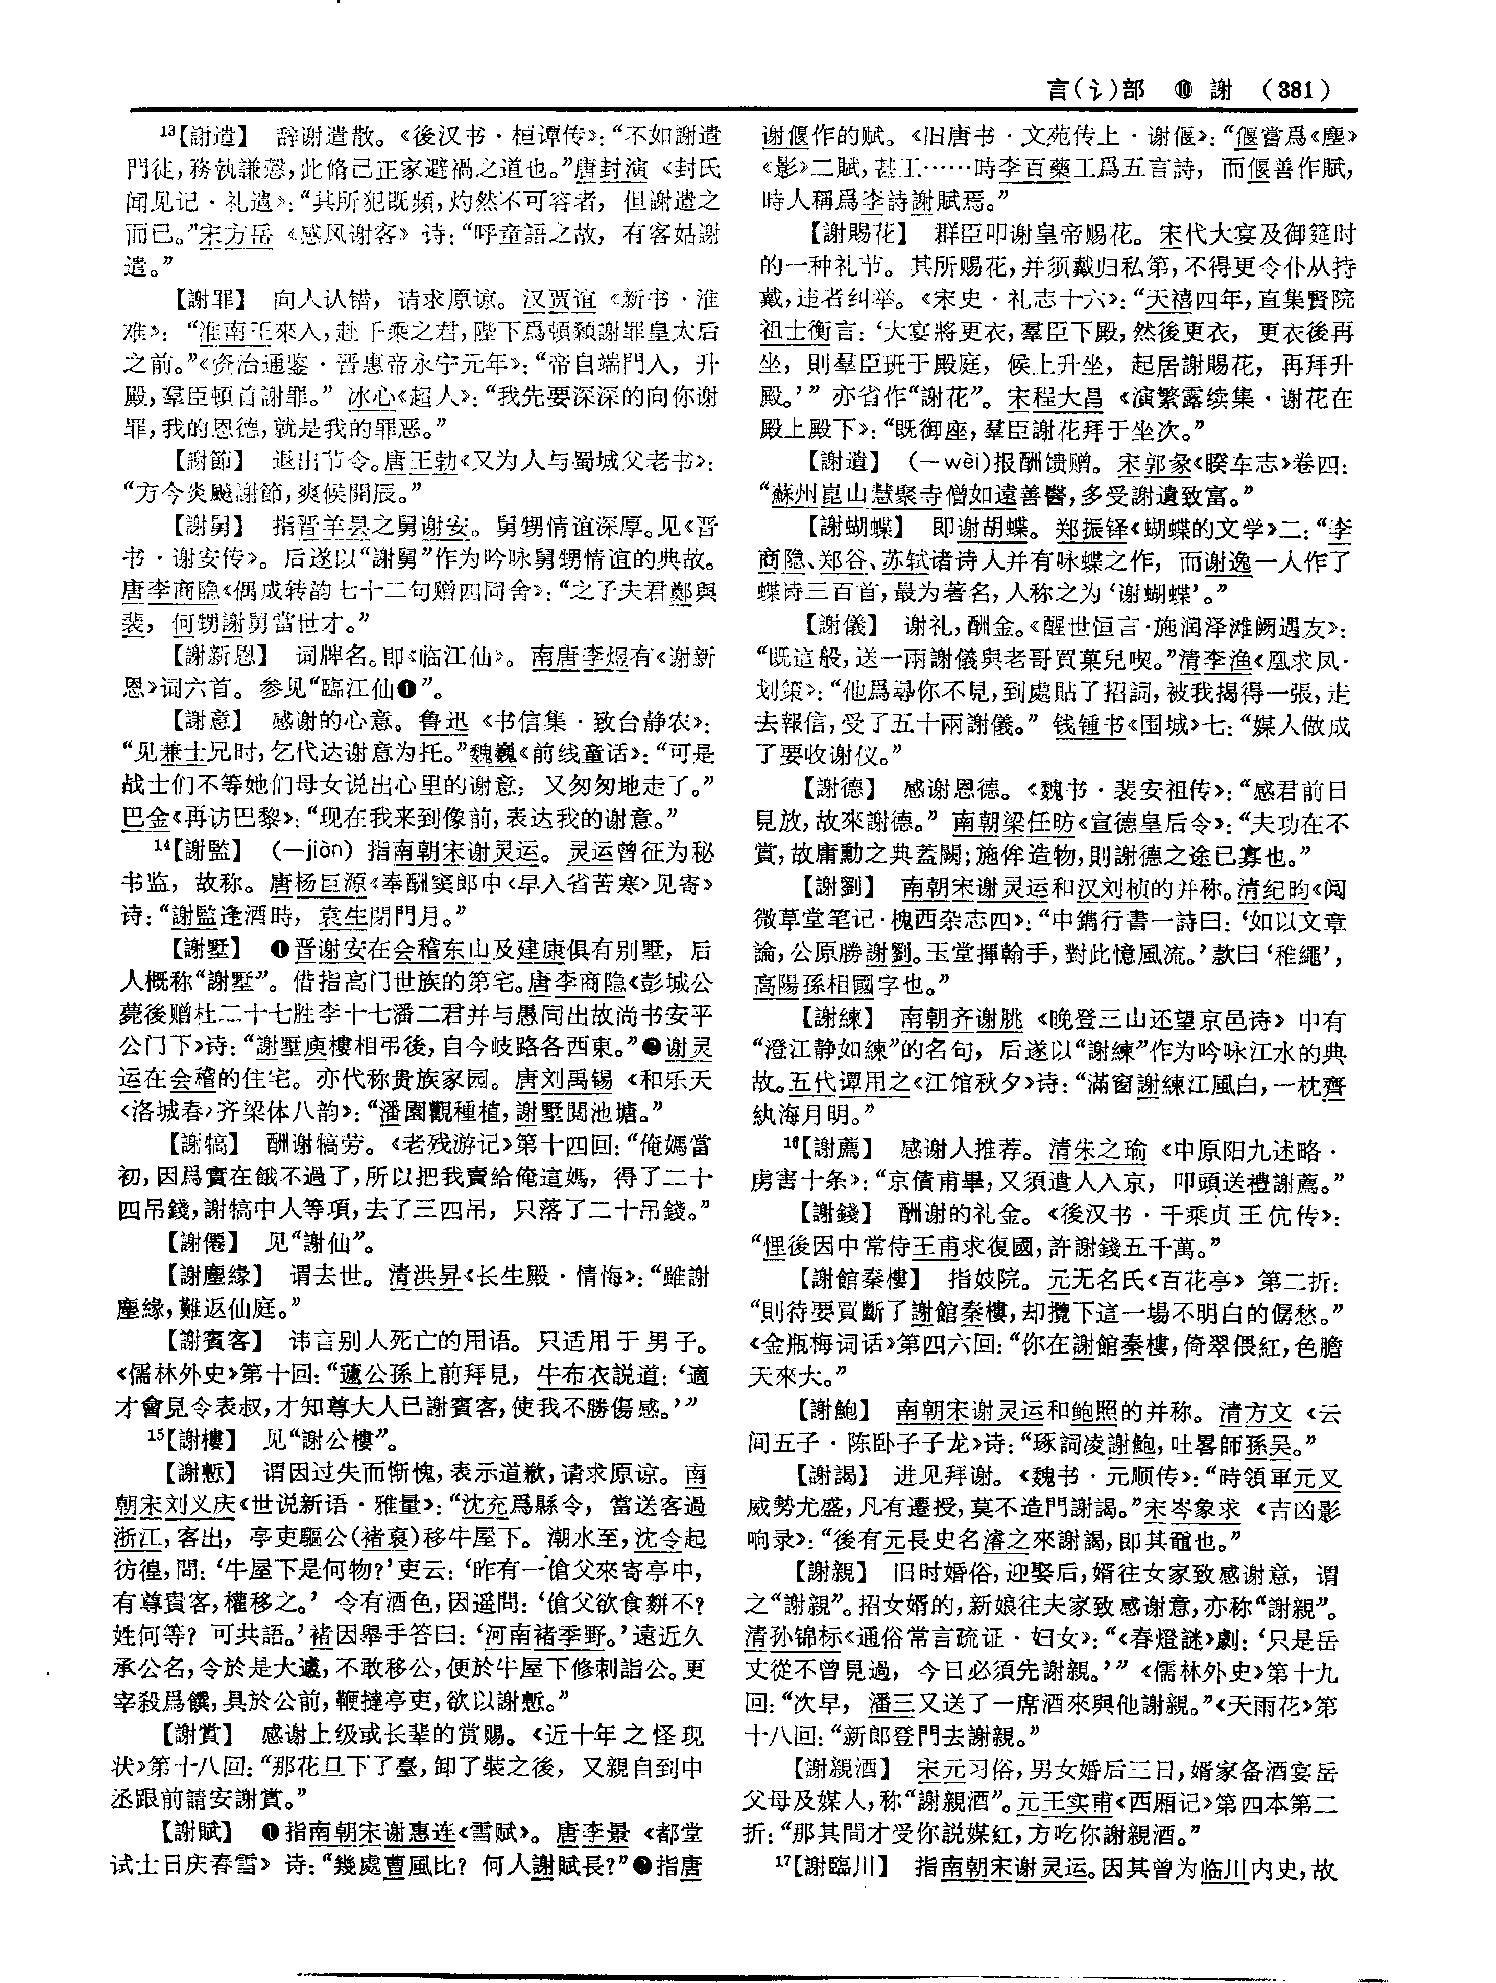 言(讠)部 ⑩ 謝 (381)
13【謝遣】 辞谢遣散。《後汉书·桓谭传》：“不如謝遣
門徒，務執謙愨，此脩己正家避禍之道也。”唐封演《封氏
闻见记·礼遣》：“其所犯既頻，灼然不可容者，但謝遣之
而已。”宋方岳《感风谢客》诗：“呼童語之故，有客姑謝
遣。”
【謝罪】 向人认错，请求原谅。汉贾谊《新书·淮
难》：“淮南王來入，赴千乘之君，陛下爲頓顙謝罪皇太后
之前。”《资治通鉴·晋惠帝永宁元年》：“帝自端門入，升
殿，羣臣頓首謝罪。” 冰心《超人》：“我先要深深的向你谢
罪，我的恩德，就是我的罪恶。”
【謝節】 退出节令。唐王勃《又为人与蜀城父老书》：
“方今炎飈謝節，爽候開辰。”
【謝舅】 指晋羊昙之舅谢安。舅甥情谊深厚。见《晋
书·谢安传》。后遂以“謝舅”作为吟咏舅甥情谊的典故。
唐李商隐《偶成转韵七十二句赠四同舍》：“之子夫君鄭與
裴，何甥謝舅當世才。”
【謝新恩】 词牌名。即《临江仙》。南唐李煜有《谢新
恩》词六首。参见“臨江仙❶”。
【謝意】 感谢的心意。鲁迅《书信集·致台静农》：
“见兼士兄时，乞代达谢意为托。”魏巍《前线童话》：“可是
战士们不等她们母女说出心里的谢意；又匆匆地走了。”
巴金《再访巴黎》：“现在我来到像前，表达我的谢意。”
14【謝監】 (—jiàn) 指南朝宋谢灵运。灵运曾征为秘
书监，故称。唐杨巨源《奉酬窦郎中〈早入省苦寒〉见寄》
诗：“謝監逢酒時，袁生閉門月。”
【謝墅】 ❶晋谢安在会稽东山及建康俱有别墅，后
人概称“謝墅”。借指高门世族的第宅。唐李商隐《彭城公
薨後赠杜二十七胜李十七潘二君并与愚同出故尚书安平
公门下》诗：“謝墅庾樓相弔後，自今岐路各西東。”❷谢灵
运在会稽的住宅。亦代称贵族家园。唐刘禹锡《和乐天
〈洛城春〉齐梁体八韵》：“潘園觀種植，謝墅閲池塘。”
【謝犒】 酬谢犒劳。《老残游记》第十四回：“俺媽當
初，因爲實在餓不過了，所以把我賣給俺這媽，得了二十
四吊錢，謝犒中人等項，去了三四吊，只落了二十吊錢。”
【謝僊】 见“謝仙”。
【謝塵緣】 谓去世。清洪昇《长生殿·情悔》：“雖謝
塵緣，難返仙庭。”
【謝賓客】 讳言别人死亡的用语。只适用于男子。
《儒林外史》第十回：“蘧公孫上前拜見，牛布衣説道：‘適
才會見令表叔，才知尊大人已謝賓客，使我不勝傷感。’”
15【謝樓】 见“謝公樓”。
【謝慙】 谓因过失而惭愧，表示道歉，请求原谅。南
朝宋刘义庆《世说新语·雅量》：“沈充爲縣令，當送客過
浙江，客出，亭吏驅公(褚裒)移牛屋下。潮水至，沈令起
彷徨，問：‘牛屋下是何物？’吏云：‘昨有一傖父來寄亭中，
有尊貴客，權移之。’ 令有酒色，因遥問：‘傖父欲食䴵不？
姓何等？可共語。’褚因舉手答曰：‘河南褚季野。’遠近久
承公名，令於是大遽，不敢移公，便於牛屋下修刺詣公。更
宰殺爲饌，具於公前，鞭撻亭吏，欲以謝慙。”
【謝賞】 感谢上级或长辈的赏赐。《近十年之怪现
状》第十八回：“那花旦下了臺，卸了裝之後，又親自到中
丞跟前請安謝賞。”
【謝賦】 ❶指南朝宋谢惠连《雪赋》。唐李景《都堂
试士日庆春雪》诗：“幾處曹風比？何人謝賦長？”❷指唐
谢偃作的赋。《旧唐书·文苑传上·谢偃》：“偃嘗爲《塵》
《影》二賦，甚工……時李百藥工爲五言詩，而偃善作賦，
時人稱爲李詩謝賦焉。”
【謝賜花】 群臣叩谢皇帝赐花。宋代大宴及御筵时
的一种礼节。其所赐花，并须戴归私第，不得更令仆从持
戴，违者纠举。《宋史·礼志十六》：“天禧四年，直集賢院
祖士衡言：‘大宴將更衣，羣臣下殿，然後更衣，更衣後再
坐，則羣臣班于殿庭，候上升坐，起居謝賜花，再拜升
殿。’” 亦省作“謝花”。宋程大昌《演繁露续集·谢花在
殿上殿下》：“既御座，羣臣謝花拜于坐次。”
【謝遺】 (—wèi)报酬馈赠。宋郭彖《睽车志》卷四：
“蘇州崑山慧聚寺僧如遠善醫，多受謝遺致富。”
【謝蝴蝶】 即谢胡蝶。郑振铎《蝴蝶的文学》二：“李
商隐、郑谷、苏轼诸诗人并有咏蝶之作，而谢逸一人作了
蝶诗三百首，最为著名，人称之为‘谢蝴蝶’。”
【謝儀】 谢礼，酬金。《醒世恒言·施润泽滩阙遇友》：
“既這般，送一兩謝儀與老哥買菓兒喫。”清李渔《凰求凤·
划策》：“他爲尋你不見，到處貼了招詞，被我揭得一張，走
去報信，受了五十兩謝儀。” 钱锺书《围城》七：“媒人做成
了要收谢仪。”
【謝德】 感谢恩德。《魏书·裴安祖传》：“感君前日
見放，故來謝德。” 南朝梁任昉《宣德皇后令》：“夫功在不
賞，故庸勳之典蓋闕；施侔造物，則謝德之途已寡也。”
【謝劉】 南朝宋谢灵运和汉刘桢的并称。清纪昀《阅
微草堂笔记·槐西杂志四》：“中鐫行書一詩曰：‘如以文章
論，公原勝謝劉。玉堂揮翰手，對此憶風流。’款曰‘稚繩’，
高陽孫相國字也。”
【謝練】 南朝齐谢朓《晚登三山还望京邑诗》中有
“澄江静如練”的名句，后遂以“謝練”作为吟咏江水的典
故。五代谭用之《江馆秋夕》诗：“滿窗謝練江風白，一枕齊
紈海月明。”
16【謝薦】 感谢人推荐。清朱之瑜《中原阳九述略·
虏害十条》：“京債甫畢，又須遣人入京，叩頭送禮謝薦。”
【謝錢】 酬谢的礼金。《後汉书·千乘贞王伉传》：
“悝後因中常侍王甫求復國，許謝錢五千萬。”
【謝館秦樓】 指妓院。元无名氏《百花亭》第二折：
“則待要買斷了謝館秦樓，却攬下這一場不明白的僝愁。”
《金瓶梅词话》第四六回：“你在謝館秦樓，倚翠偎紅，色膽
天來大。”
【謝鮑】 南朝宋谢灵运和鲍照的并称。清方文《云
间五子·陈卧子子龙》诗：“琢詞凌謝鮑，吐畧師孫吴。”
【謝謁】 进见拜谢。《魏书·元顺传》：“時領軍元叉
威勢尤盛，凡有遷授，莫不造門謝謁。”宋岑象求《吉凶影
响录》：“後有元長史名濬之來謝謁，即其黿也。”
【謝親】 旧时婚俗，迎娶后，婿往女家致感谢意，谓
之“謝親”。招女婿的，新娘往夫家致感谢意，亦称“謝親”。
清孙锦标《通俗常言疏证·妇女》：“《春燈謎》劇：‘只是岳
丈從不曾見過，今日必須先謝親。’”《儒林外史》第十九
回：“次早，潘三又送了一席酒來與他謝親。”《天雨花》第
十八回：“新郎登門去謝親。”
【謝親酒】 宋元习俗，男女婚后三日，婿家备酒宴岳
父母及媒人，称“謝親酒”。元王实甫《西厢记》第四本第二
折：“那其間才受你説媒紅，方吃你謝親酒。”
17【謝臨川】 指南朝宋谢灵运。因其曾为临川内史，故